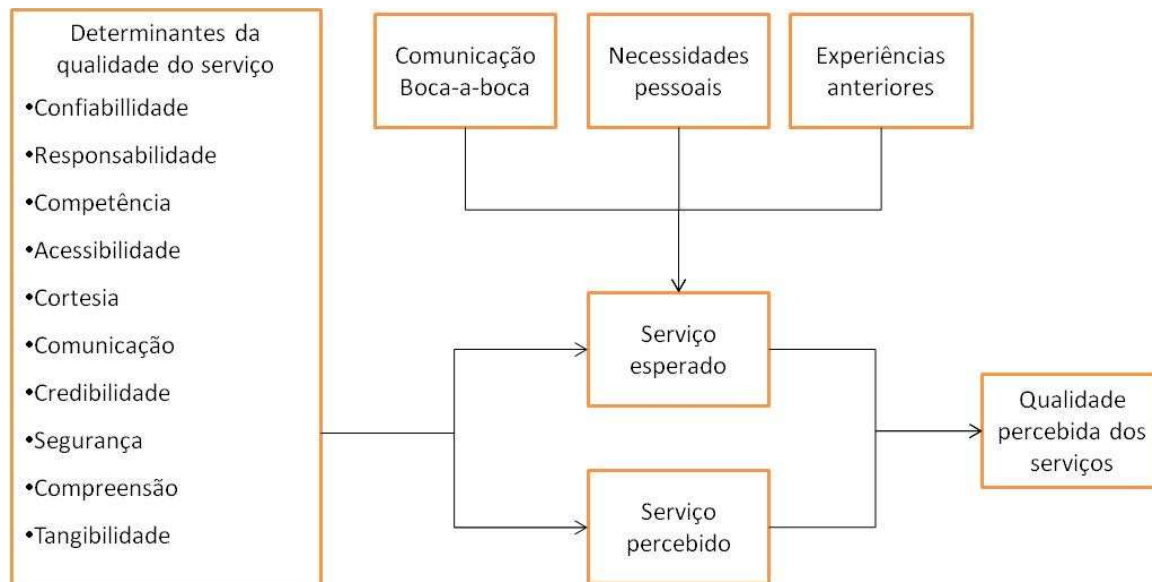 Determinantes da
qualidade do serviço
•Confiabillidade
•Responsabilidade
•Competência
•Acessibilidade
•Cortesia
•Comunicação
•Credibilidade
•Segurança
•Compreensão
•Tangibilidade
Comunicação
Boca-a-boca
Necessidades
pessoais
Experiências
anteriores
Serviço
esperado
Serviço
percebido
Qualidade
percebida dos
serviços